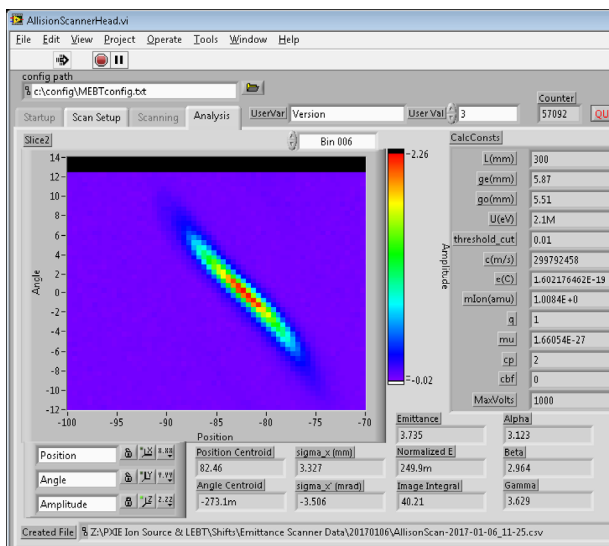 AllisionScannerHead.vi
File Edit View Project Operate Tools Window Help
config path
c:\config\MEBTconfig.txt
Startup Scan Setup Scanning Analysis UserVar Version User Val 3 Counter 57092 QU
Slice2 Bin 006 CalcConsts
14
12
10
8
6
4
2
0
-2
-4
-6
-8
-10
-12
Angle
-100 -95 -90 -85 -80 -75 -70
Position
-2.26
-0.02
Amplitude
L(mm) 300
ge(mm) 5.87
go(mm) 5.51
U(eV) 2.1M
threshold_cut 0.01
c(m/s) 299792458
e(C) 1.602176462E-19
mIon(amu) 1.0084E+0
q 1
mu 1.66054E-27
cp 2
cbf 0
MaxVolts 1000
Position
Angle
Amplitude
Position Centroid sigma_x (mm) Emittance Alpha
82.46 3.327 3.735 3.123
Angle Centroid sigma_x' (mrad) Normalized E Beta
-273.1m -3.506 249.9m 2.964
Image Integral Gamma
40.21 3.629
Created File Z:\PXIE Ion Source & LEBT\Shifts\Emittance Scanner Data\20170106\AllisonScan-2017-01-06_11-25.csv